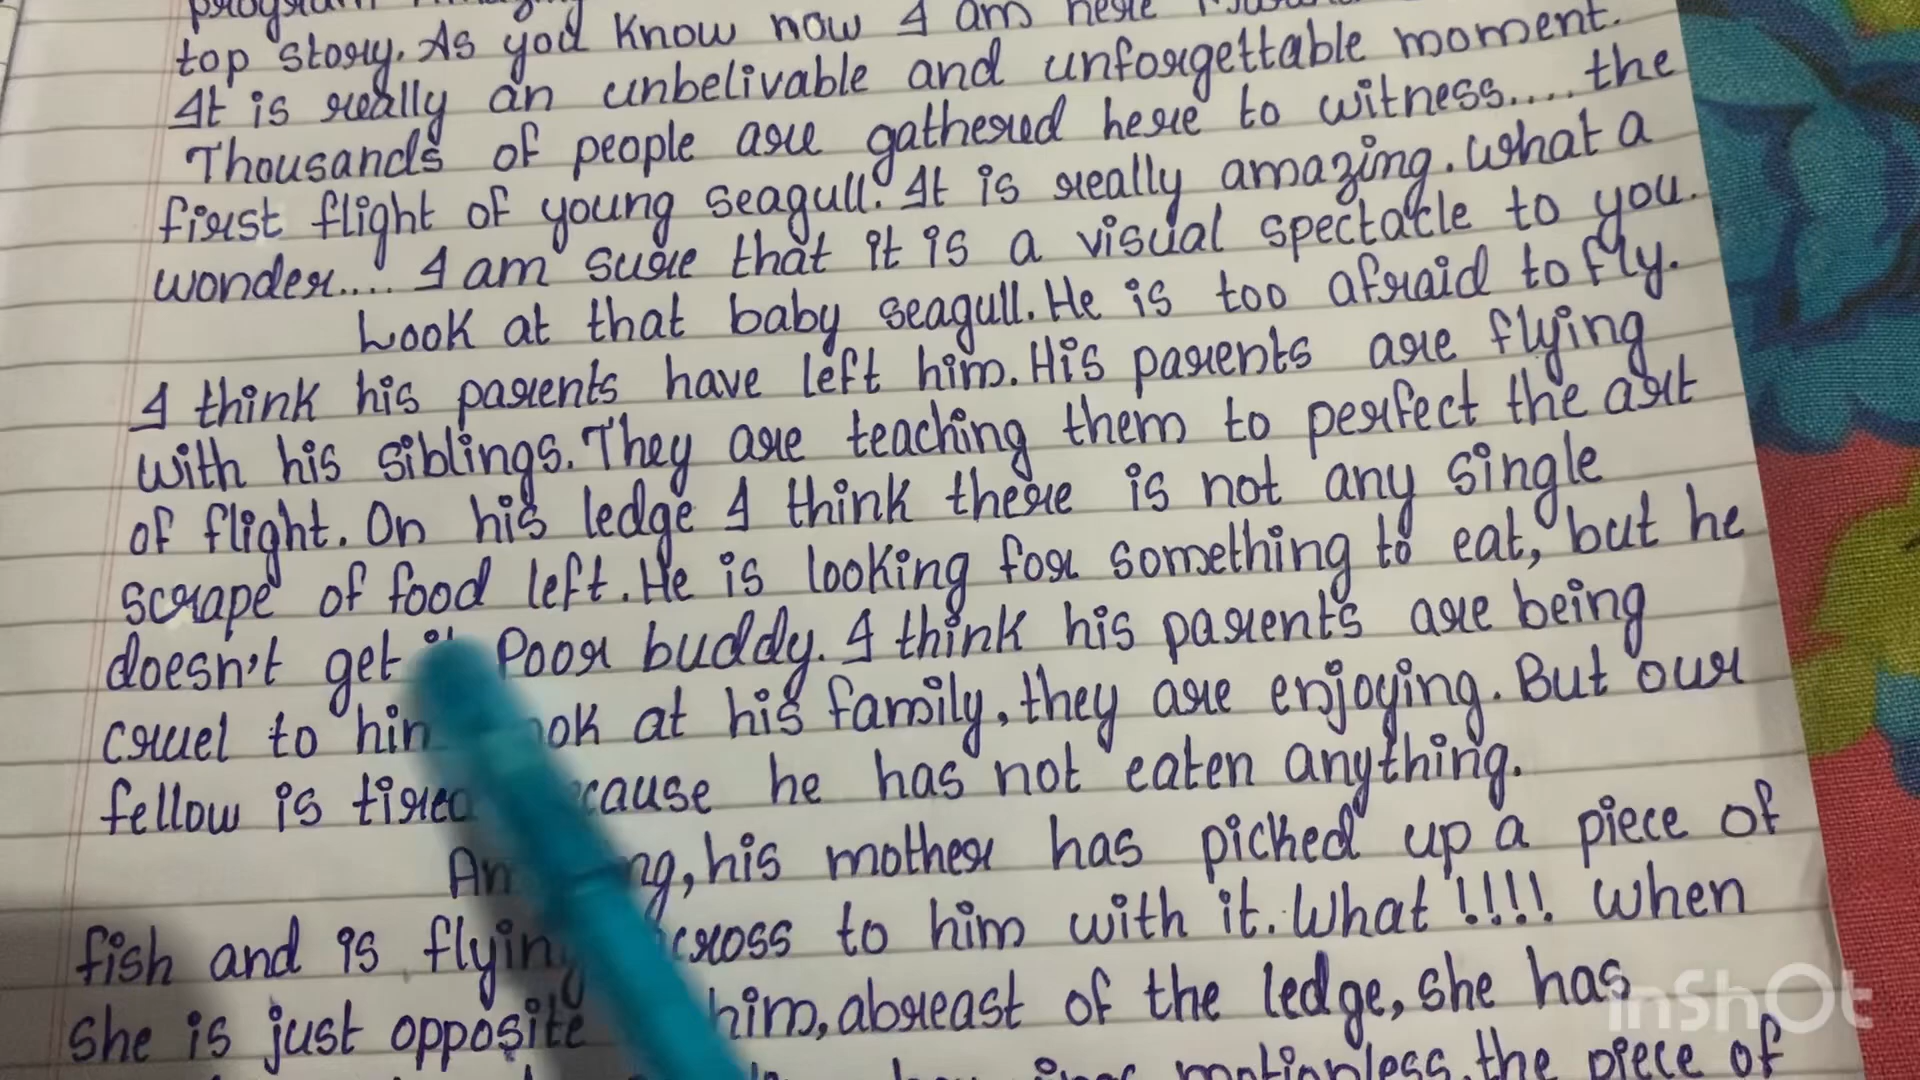 top story. As you know now I am here
It is really an unbelivable and unforgettable moment.
Thousands of people are gathered here to witness.... the
first flight of young seagull. It is really amazing. What a
wonder.... I am sure that it is a visual spectacle to you.
Look at that baby seagull. He is too afraid to fly.
I think his parents have left him. His parents are flying
with his siblings. They are teaching them to perfect the art
of flight. On his ledge I think there is not any single
scrape of food left. He is looking for something to eat, but he
doesn't get Poor buddy. I think his parents are being
cruel to at his family, they are enjoying. But our
fellow is he has not eaten anything.
his mother has picked up a piece of
fish and is to him with it. What !!!! When
she is just opposite him, abreast of the ledge, she has
motionless, the piece of
InShOt